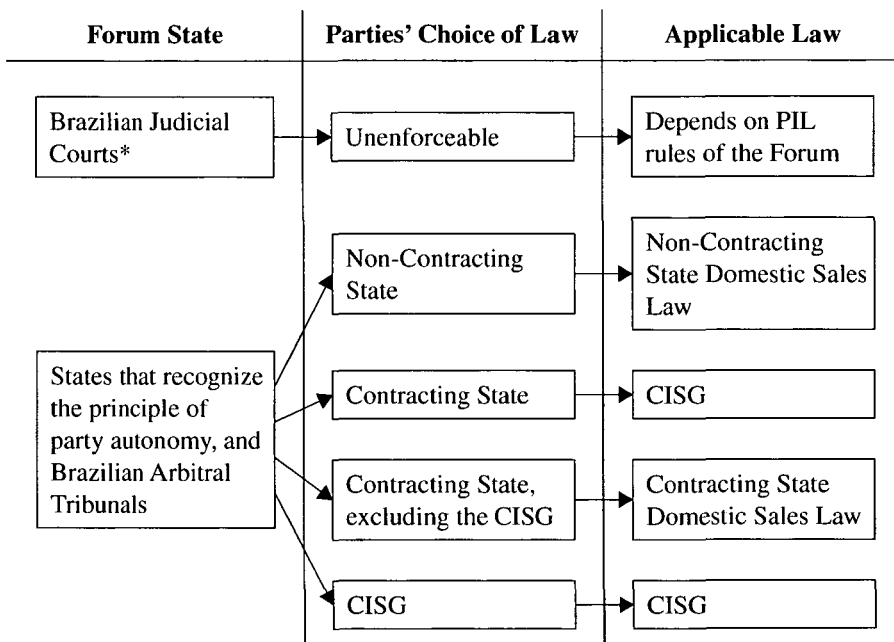 Forum State
Parties' Choice of Law
Applicable Law
Brazilian Judicial
Courts*
Unenforceable
Depends on PIL
rules of the Forum
States that recognize
the principle of
party autonomy, and
Brazilian Arbitral
Tribunals
Non-Contracting
State
Non-Contracting
State Domestic Sales
Law
Contracting State
CISG
Contracting State,
excluding the CISG
Contracting State
Domestic Sales Law
CISG
CISG